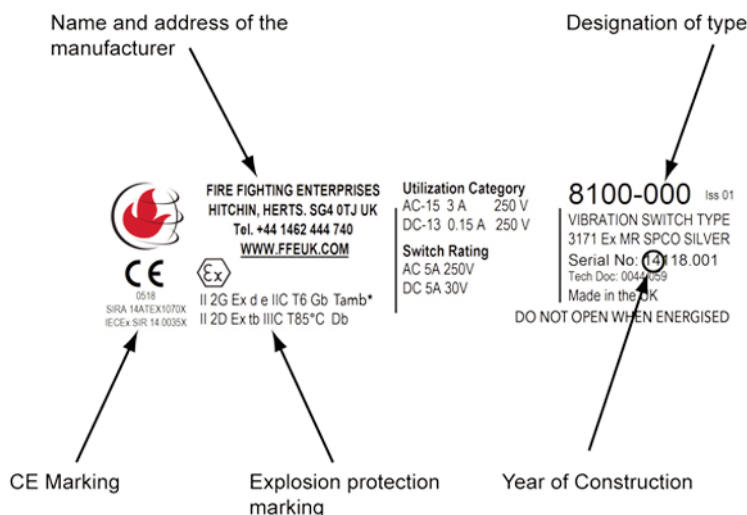 Name and address of the
manufacturer
Designation of type
FIRE FIGHTING ENTERPRISES
HITCHIN, HERTS. SG4 0TJ UK
Tel. +44 1462 444 740
WWW.FFEUK.COM
CE
0518
SIRA 14ATEX1070X
IECEx SIR 14.0035X
Ex
II 2G Ex d e IIC T6 Gb Tamb*
II 2D Ex tb IIIC T85°C Db
Utilization Category
AC-15 3 A 250 V
DC-13 0.15 A 250 V
Switch Rating
AC 5A 250V
DC 5A 30V
8100-000 Iss 01
VIBRATION SWITCH TYPE
3171 Ex MR SPCO SILVER
Serial No: 14118.001
Tech Doc: 0044/059
Made in the UK
DO NOT OPEN WHEN ENERGISED
CE Marking
Explosion protection
marking
Year of Construction